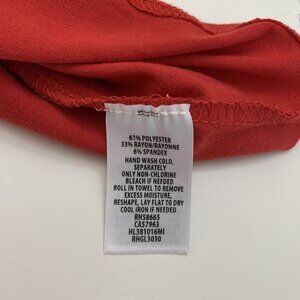 61% POLYESTER
33% RAYON/RAYONNE
6% SPANDEX
HAND WASH COLD,
SEPARATELY
ONLY NON-CHLORINE
BLEACH IF NEEDED
ROLL IN TOWEL TO REMOVE
EXCESS MOISTURE,
RESHAPE, LAY FLAT TO DRY
COOL IRON IF NEEDED
RN58665
CA57963
HL381016MI
RHGL3030